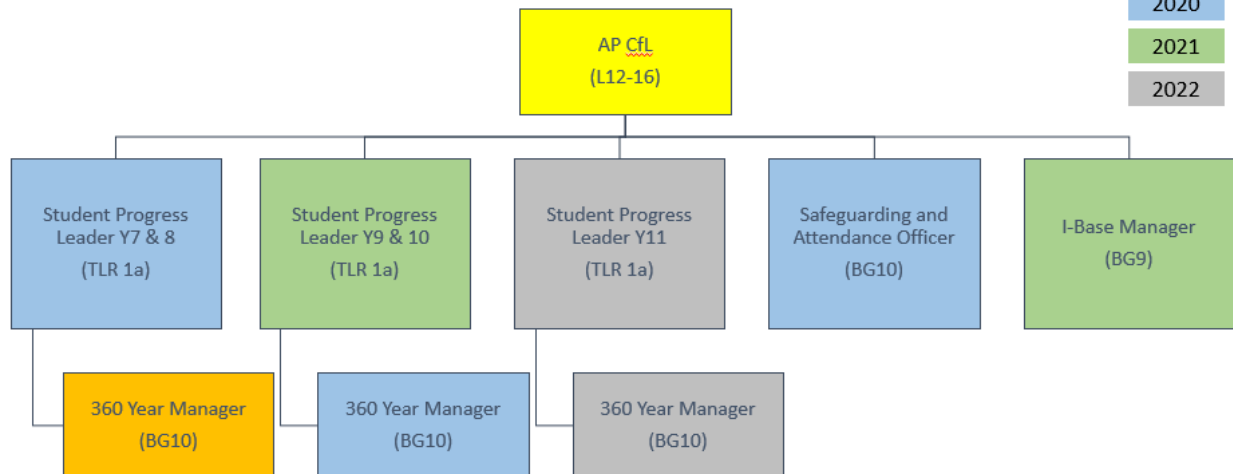 2020
2021
2022
AP CfL
(L12-16)
Student Progress
Leader Y7 & 8
(TLR 1a)
Student Progress
Leader Y9 & 10
(TLR 1a)
Student Progress
Leader Y11
(TLR 1a)
Safeguarding and
Attendance Officer
(BG10)
I-Base Manager
(BG9)
360 Year Manager
(BG10)
360 Year Manager
(BG10)
360 Year Manager
(BG10)